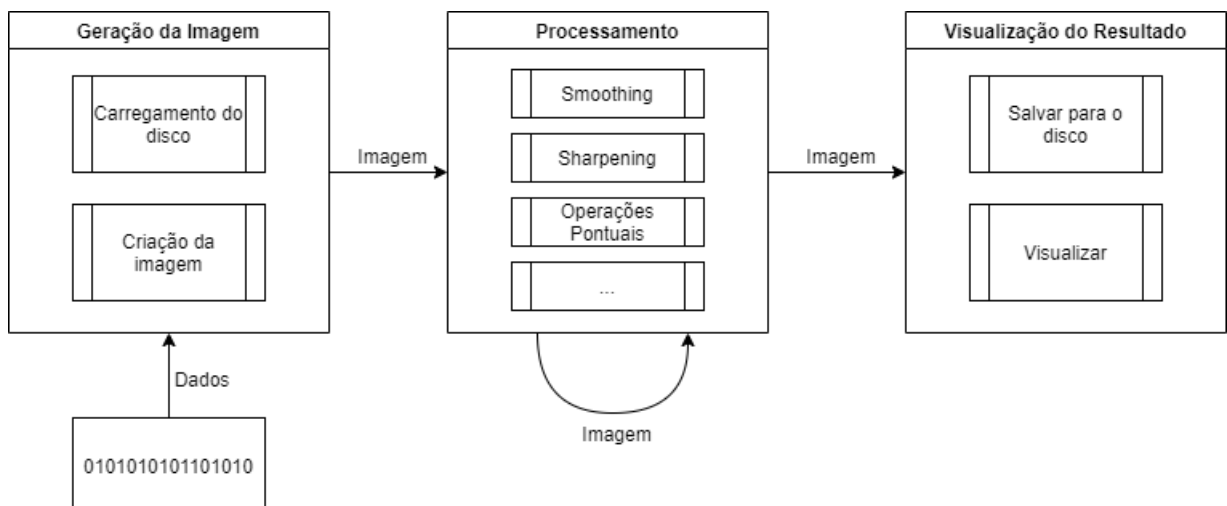 Geração da Imagem
Carregamento do
disco
Criação da
imagem
Dados
0101010101101010
Imagem
Processamento
Smoothing
Sharpening
Operações
Pontuais
...
Imagem
Imagem
Visualização do Resultado
Salvar para o
disco
Visualizar